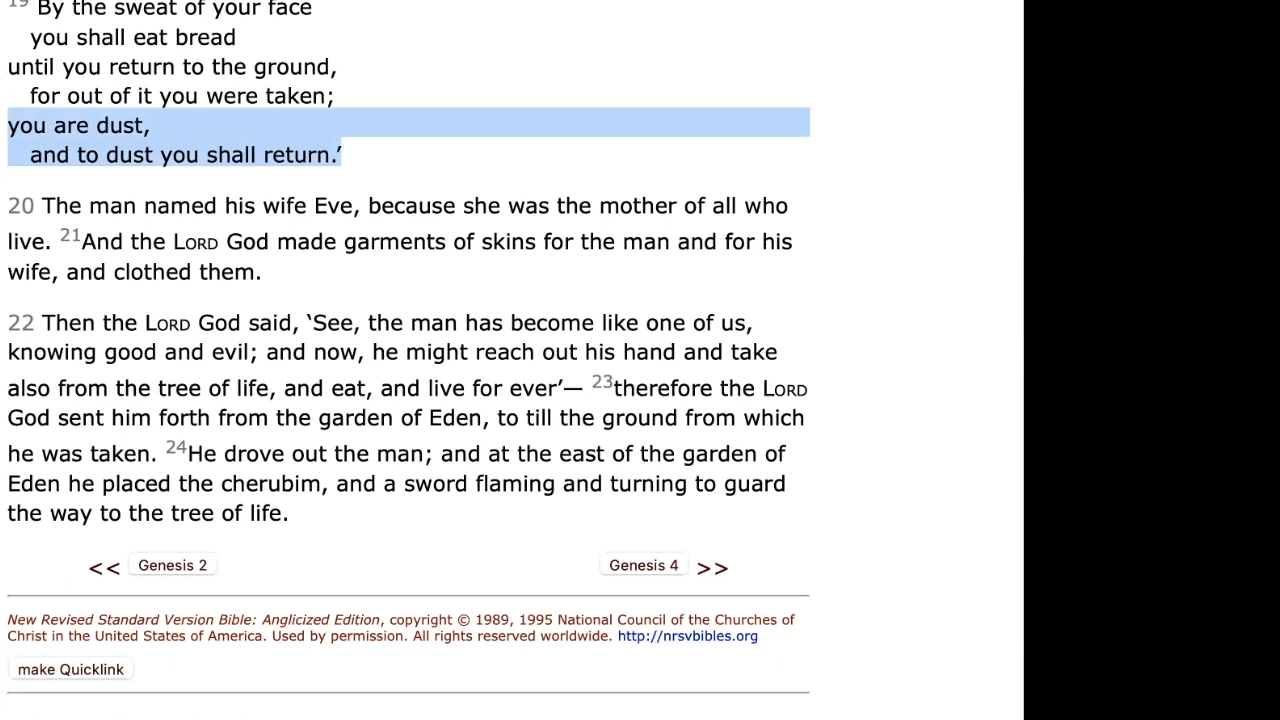 19 By the sweat of your face
you shall eat bread
until you return to the ground,
for out of it you were taken;
you are dust,
and to dust you shall return.’
20 The man named his wife Eve, because she was the mother of all who
live. 21And the LORD God made garments of skins for the man and for his
wife, and clothed them.
22 Then the LORD God said, ‘See, the man has become like one of us,
knowing good and evil; and now, he might reach out his hand and take
also from the tree of life, and eat, and live for ever’— 23therefore the LORD
God sent him forth from the garden of Eden, to till the ground from which
he was taken. 24He drove out the man; and at the east of the garden of
Eden he placed the cherubim, and a sword flaming and turning to guard
the way to the tree of life.
<< Genesis 2 Genesis 4 >>
New Revised Standard Version Bible: Anglicized Edition, copyright © 1989, 1995 National Council of the Churches of
Christ in the United States of America. Used by permission. All rights reserved worldwide. http://nrsvbibles.org
make Quicklink